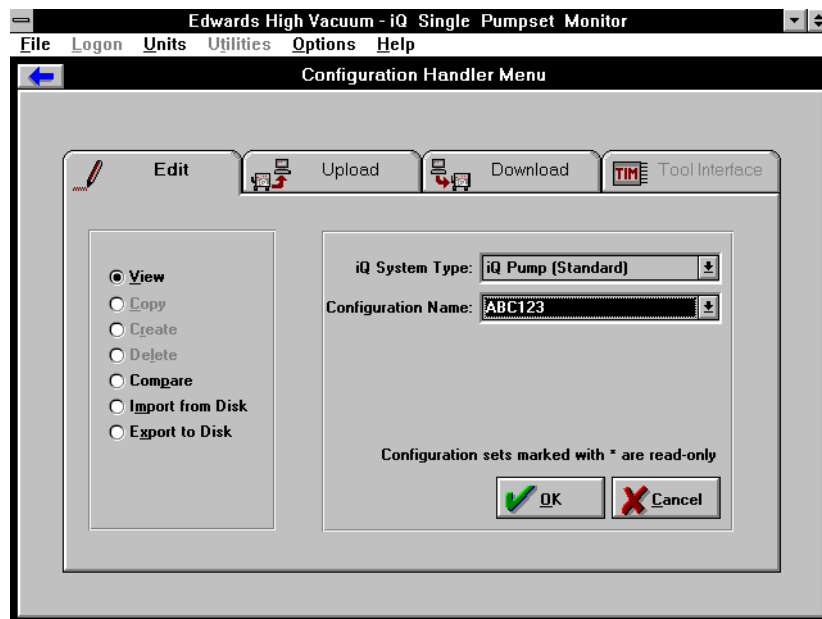 Edwards High Vacuum - iQ Single Pumpset Monitor
File Logon Units Utilities Options Help
Configuration Handler Menu
Edit
Upload
Download
TIM Tool Interface
View
Copy
Create
Delete
Compare
Import from Disk
Export to Disk
iQ System Type: iQ Pump (Standard)
Configuration Name: ABC123
Configuration sets marked with * are read-only
OK
Cancel